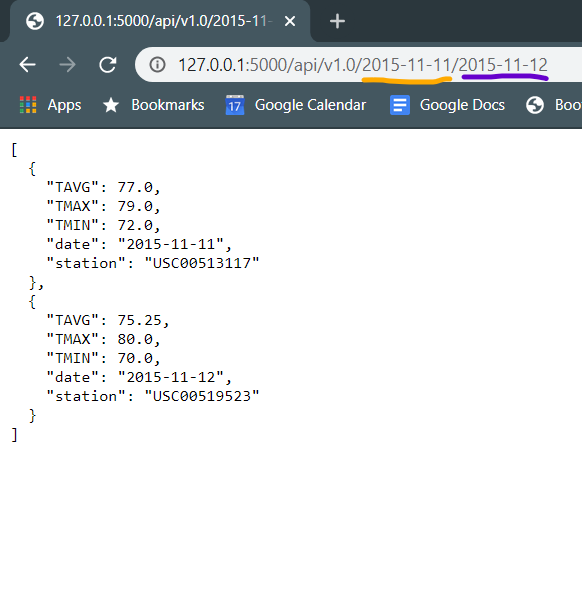 127.0.0.1:5000/api/v1.0/2015-11-
127.0.0.1:5000/api/v1.0/2015-11-11/2015-11-12
Apps Bookmarks 17 Google Calendar Google Docs Boo
[
  {
    "TAVG": 77.0,
    "TMAX": 79.0,
    "TMIN": 72.0,
    "date": "2015-11-11",
    "station": "USC00513117"
  },
  {
    "TAVG": 75.25,
    "TMAX": 80.0,
    "TMIN": 70.0,
    "date": "2015-11-12",
    "station": "USC00519523"
  }
]